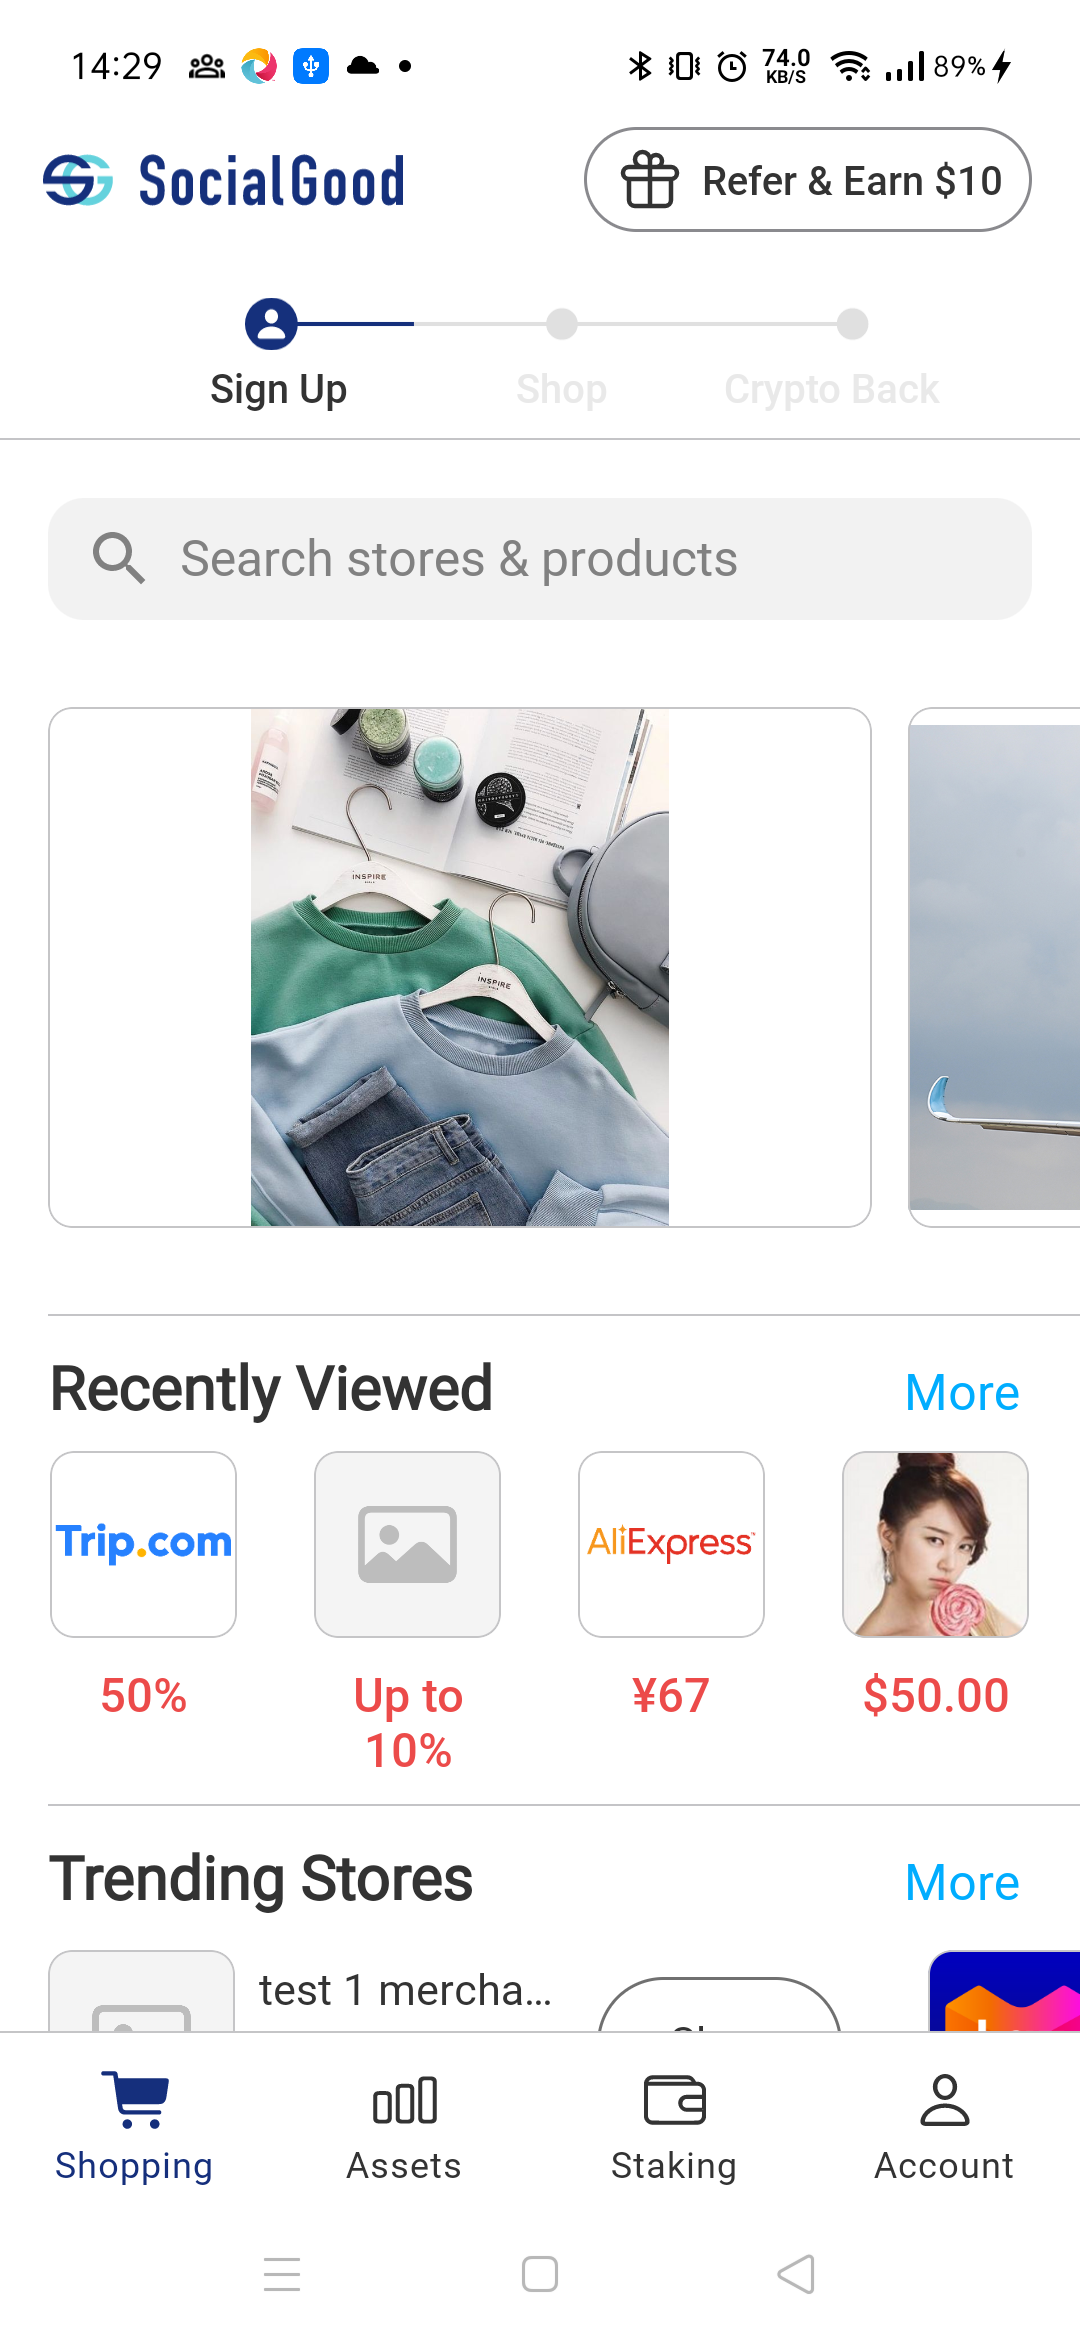 14:29
74.0
KB/S
89%
SocialGood
Refer & Earn $10
Sign Up
Shop
Crypto Back
Search stores & products
INSPIRE
INSPIRE
Recently Viewed
More
Trip.com
AliExpress
50%
Up to
10%
¥67
$50.00
Trending Stores
More
test 1 mercha...
Shopping
Assets
Staking
Account